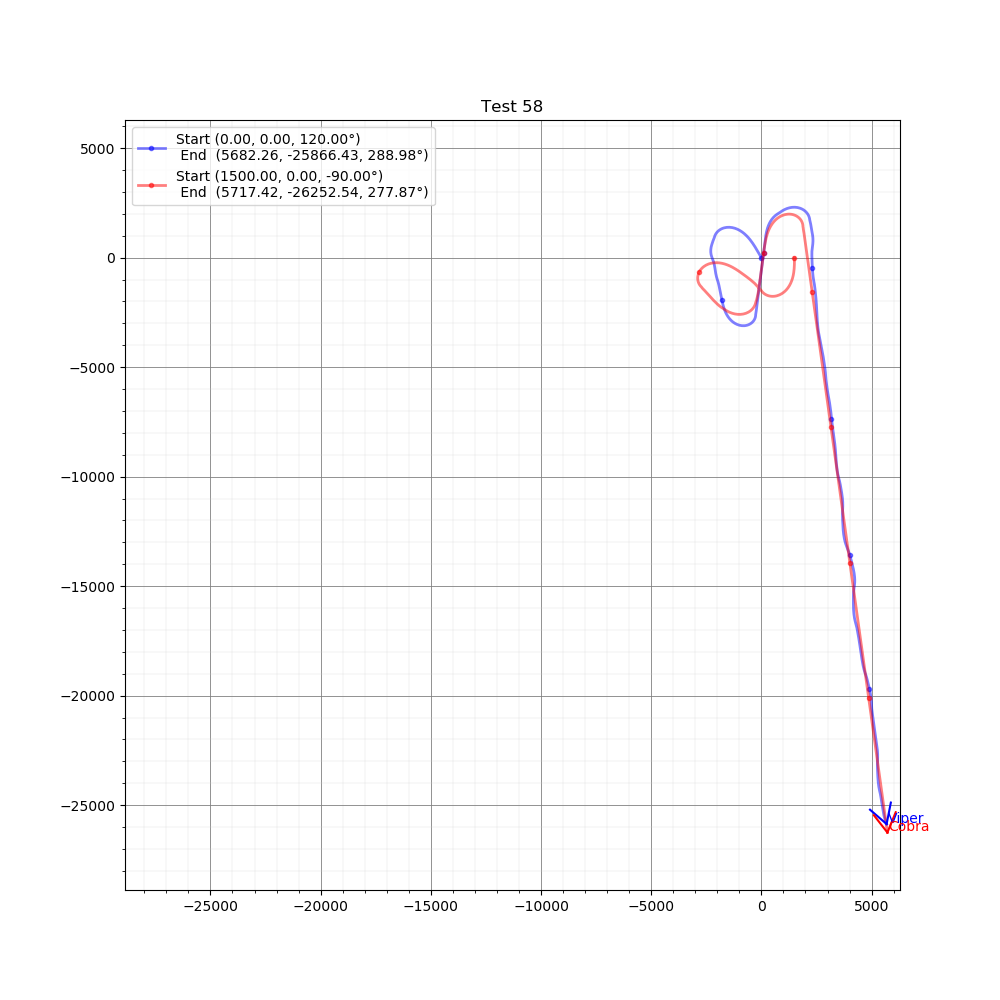 Test 58
Start (0.00, 0.00, 120.00°)
End (5682.26, -25866.43, 288.98°)
Start (1500.00, 0.00, -90.00°)
End (5717.42, -26252.54, 277.87°)
5000
0
−5000
−10000
−15000
−20000
−25000
Viper
Cobra
−25000 −20000 −15000 −10000 −5000 0 5000